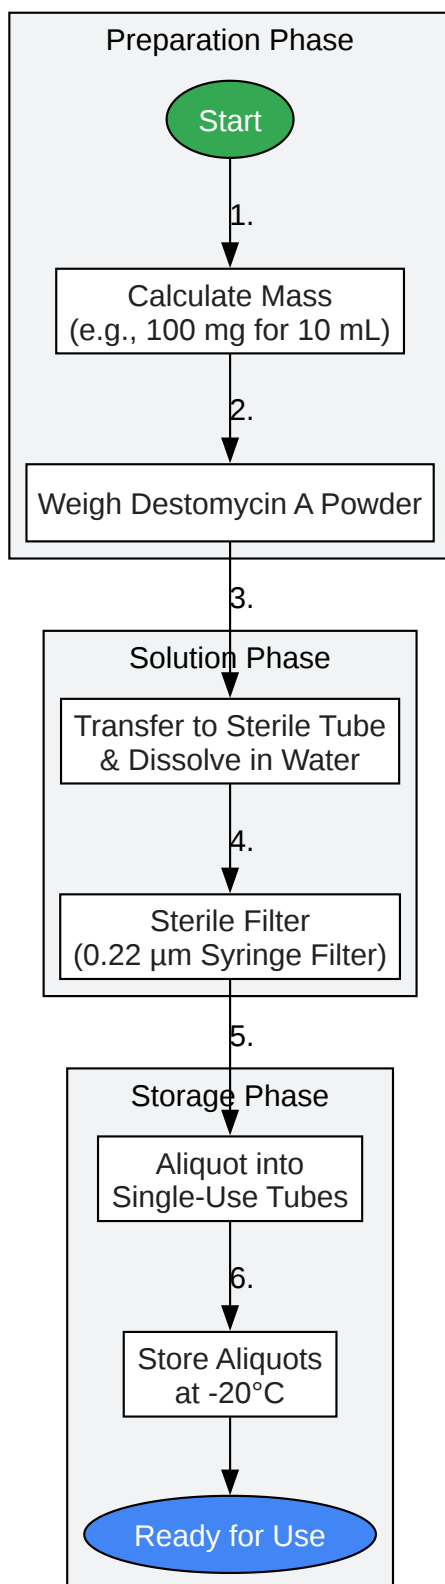 Preparation Phase
Start
1.
Calculate Mass
(e.g., 100 mg for 10 mL)
2.
Weigh Destomycin A Powder
3.
Solution Phase
Transfer to Sterile Tube
& Dissolve in Water
4.
Sterile Filter
(0.22 µm Syringe Filter)
5.
Storage Phase
Aliquot into
Single-Use Tubes
6.
Store Aliquots
at -20°C
Ready for Use